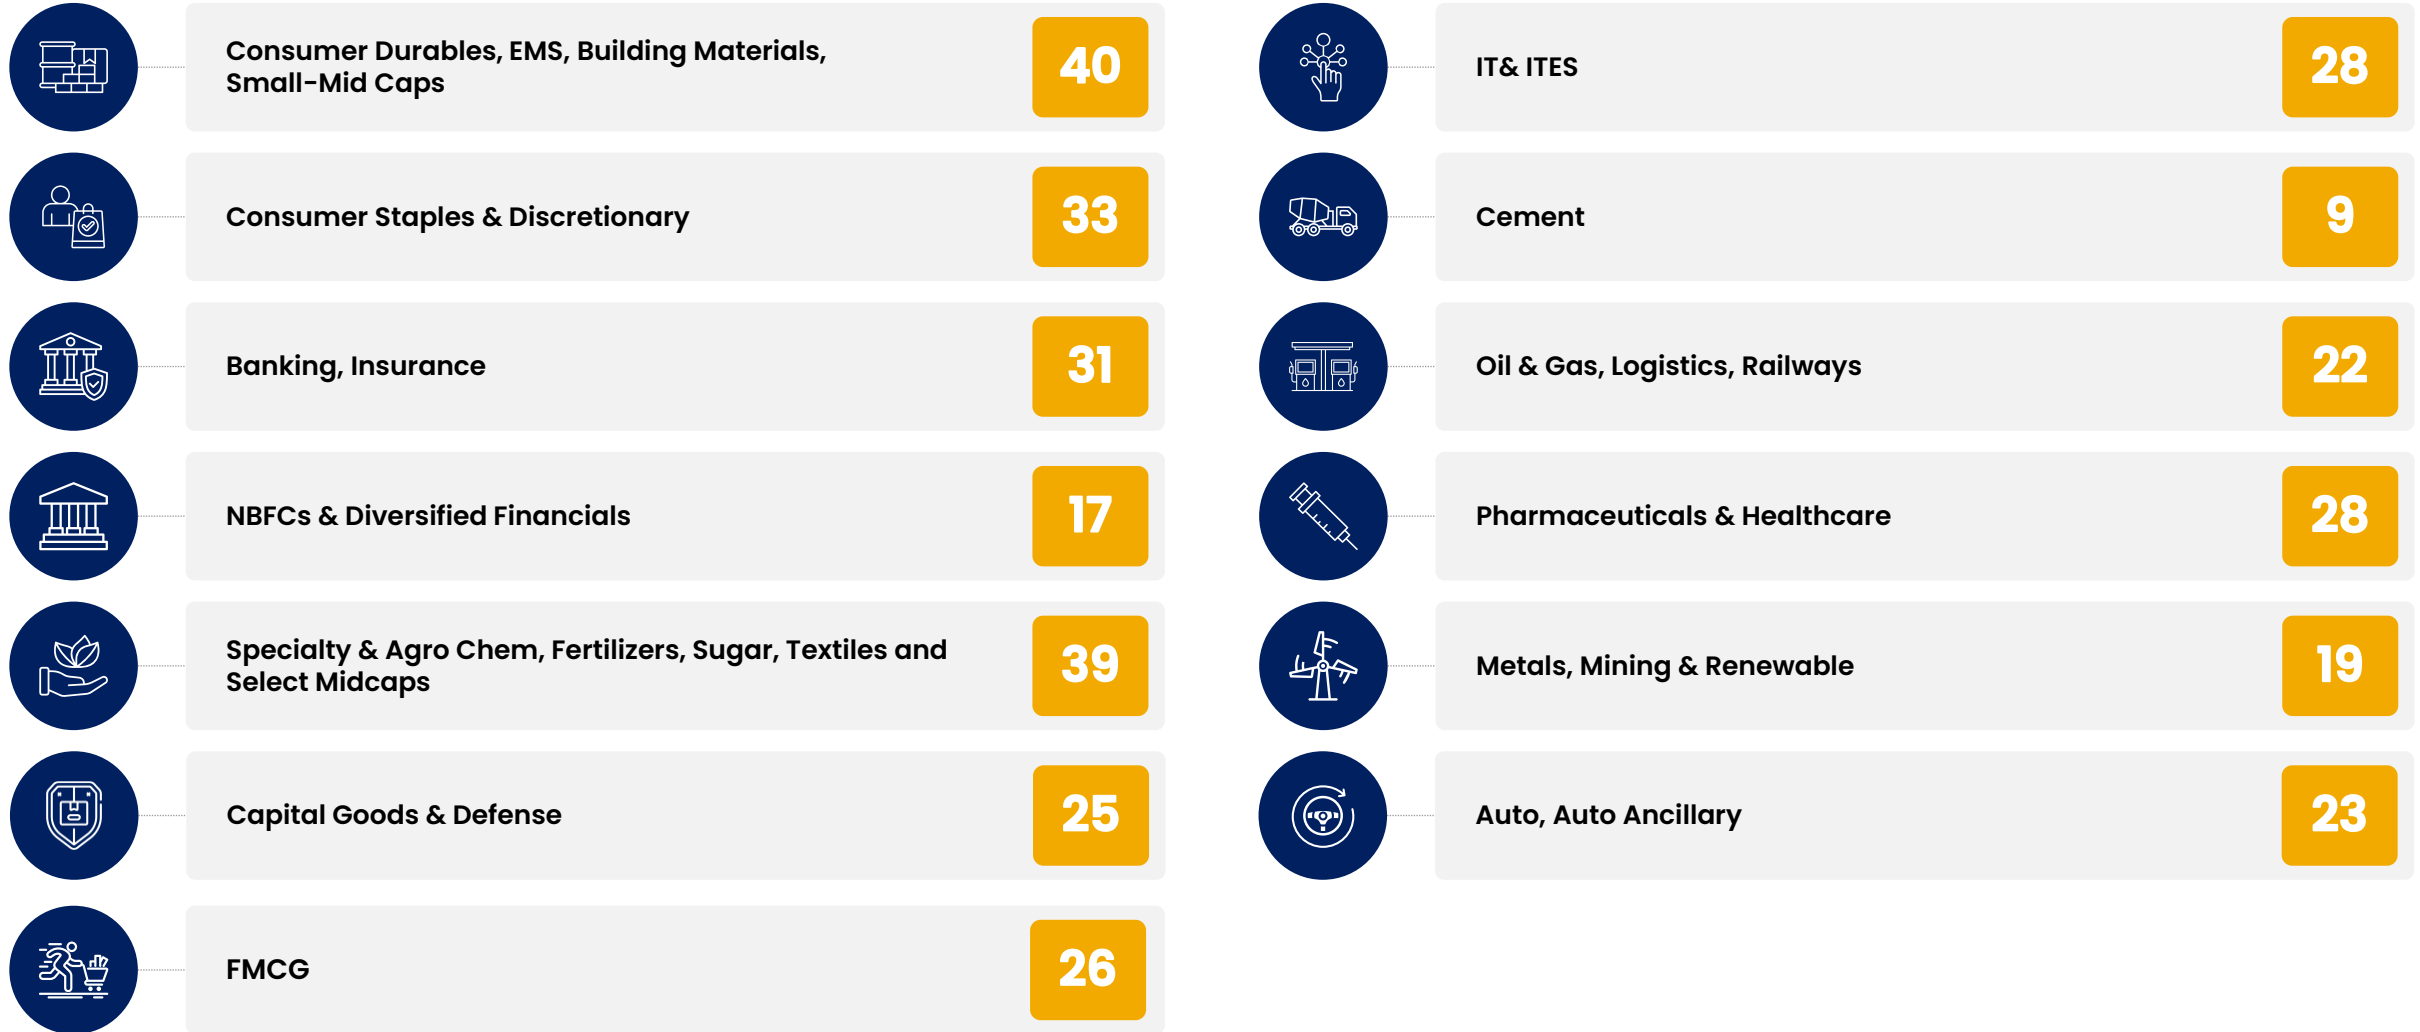 Consumer Durables, EMS, Building Materials,
Small-Mid Caps
40
Consumer Staples & Discretionary
33
Banking, Insurance
31
NBFCs & Diversified Financials
17
Specialty & Agro Chem, Fertilizers, Sugar, Textiles and
Select Midcaps
39
Capital Goods & Defense
25
FMCG
26
IT& ITES
28
Cement
9
Oil & Gas, Logistics, Railways
22
Pharmaceuticals & Healthcare
28
Metals, Mining & Renewable
19
Auto, Auto Ancillary
23